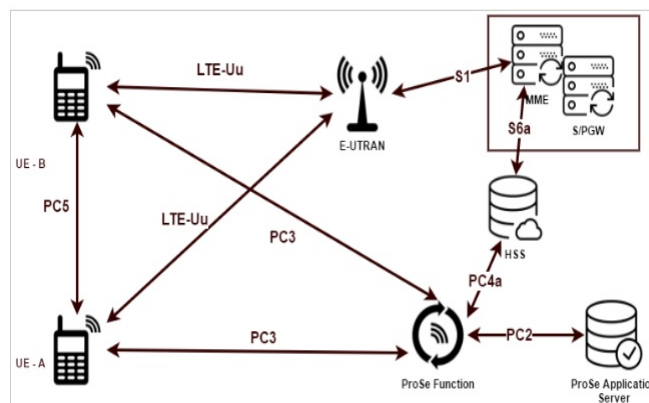 LTE-Uu
S1
MME
S/PGW
E-UTRAN
S6a
UE - B
PC5
LTE-Uu
PC3
HSS
PC4a
PC3
PC2
UE - A
ProSe Function
ProSe Application
Server